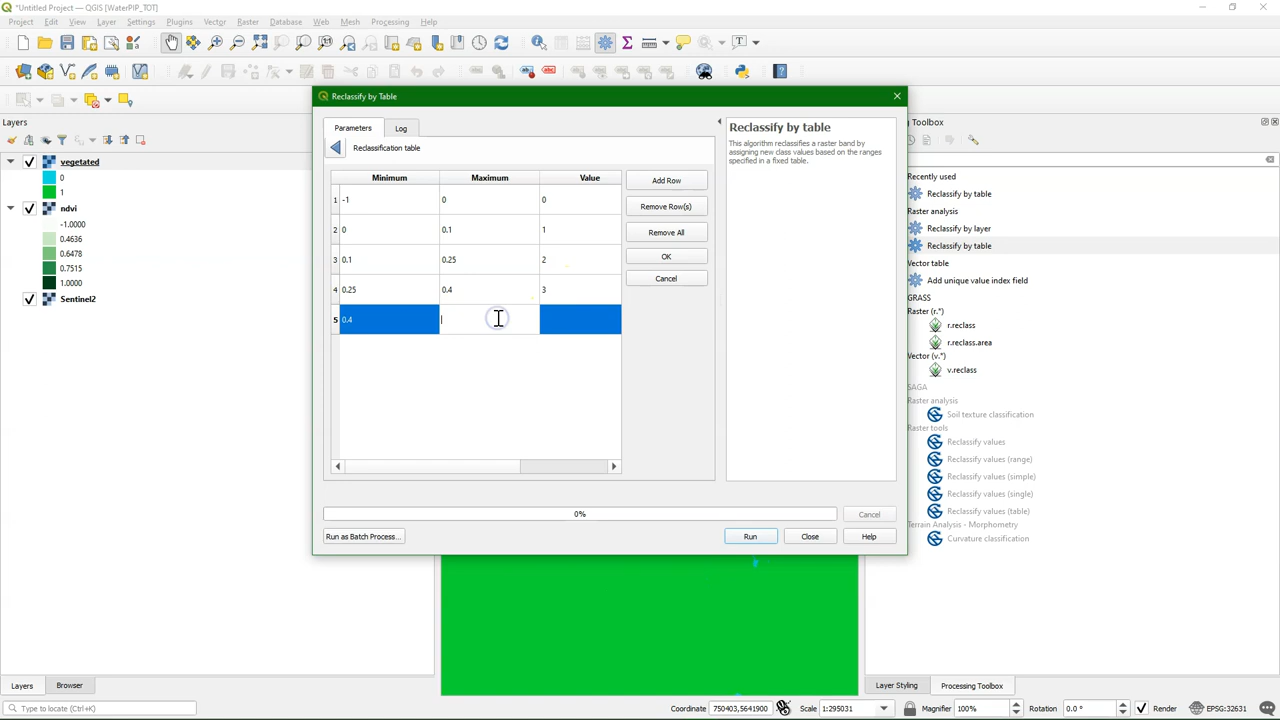 *Untitled Project — QGIS [WaterPIP_TOT]
Project Edit View Layer Settings Plugins Vector Raster Database Web Mesh Processing Help
Layers
vegetated
0
1
ndvi
-1.0000
0.4636
0.6478
0.7515
1.0000
Sentinel2
Reclassify by Table
Parameters Log
Reclassification table
Minimum Maximum Value
1 -1 0 0
2 0 0.1 1
3 0.1 0.25 2
4 0.25 0.4 3
5 0.4
Add Row
Remove Row(s)
Remove All
OK
Cancel
Reclassify by table
This algorithm reclassifies a raster band by
assigning new class values based on the ranges
specified in a fixed table.
0%
Cancel
Run as Batch Process...
Run Close Help
g Toolbox
Recently used
Reclassify by table
Raster analysis
Reclassify by layer
Reclassify by table
Vector table
Add unique value index field
GRASS
Raster (r.*)
r.reclass
r.reclass.area
Vector (v.*)
v.reclass
SAGA
Raster analysis
Soil texture classification
Raster tools
Reclassify values
Reclassify values (range)
Reclassify values (simple)
Reclassify values (single)
Reclassify values (table)
Terrain Analysis - Morphometry
Curvature classification
Layers Browser
Layer Styling Processing Toolbox
Type to locate (Ctrl+K)
Coordinate 750403,5641900 Scale 1:295031 Magnifier 100% Rotation 0.0 ° Render EPSG:32631